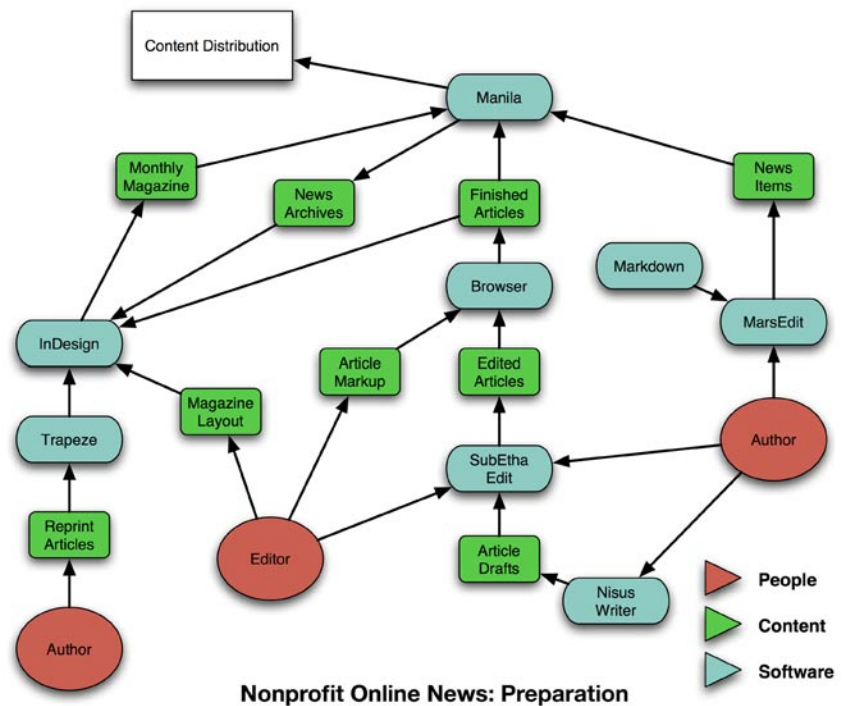 Content Distribution
Manila
Monthly
Magazine
News
Archives
Finished
Articles
News
Items
Markdown
Browser
MarsEdit
InDesign
Article
Markup
Edited
Articles
Magazine
Layout
Trapeze
Author
SubEtha
Edit
Reprint
Articles
Editor
Article
Drafts
Nisus
Writer
People
Content
Author
Software
Nonprofit Online News: Preparation